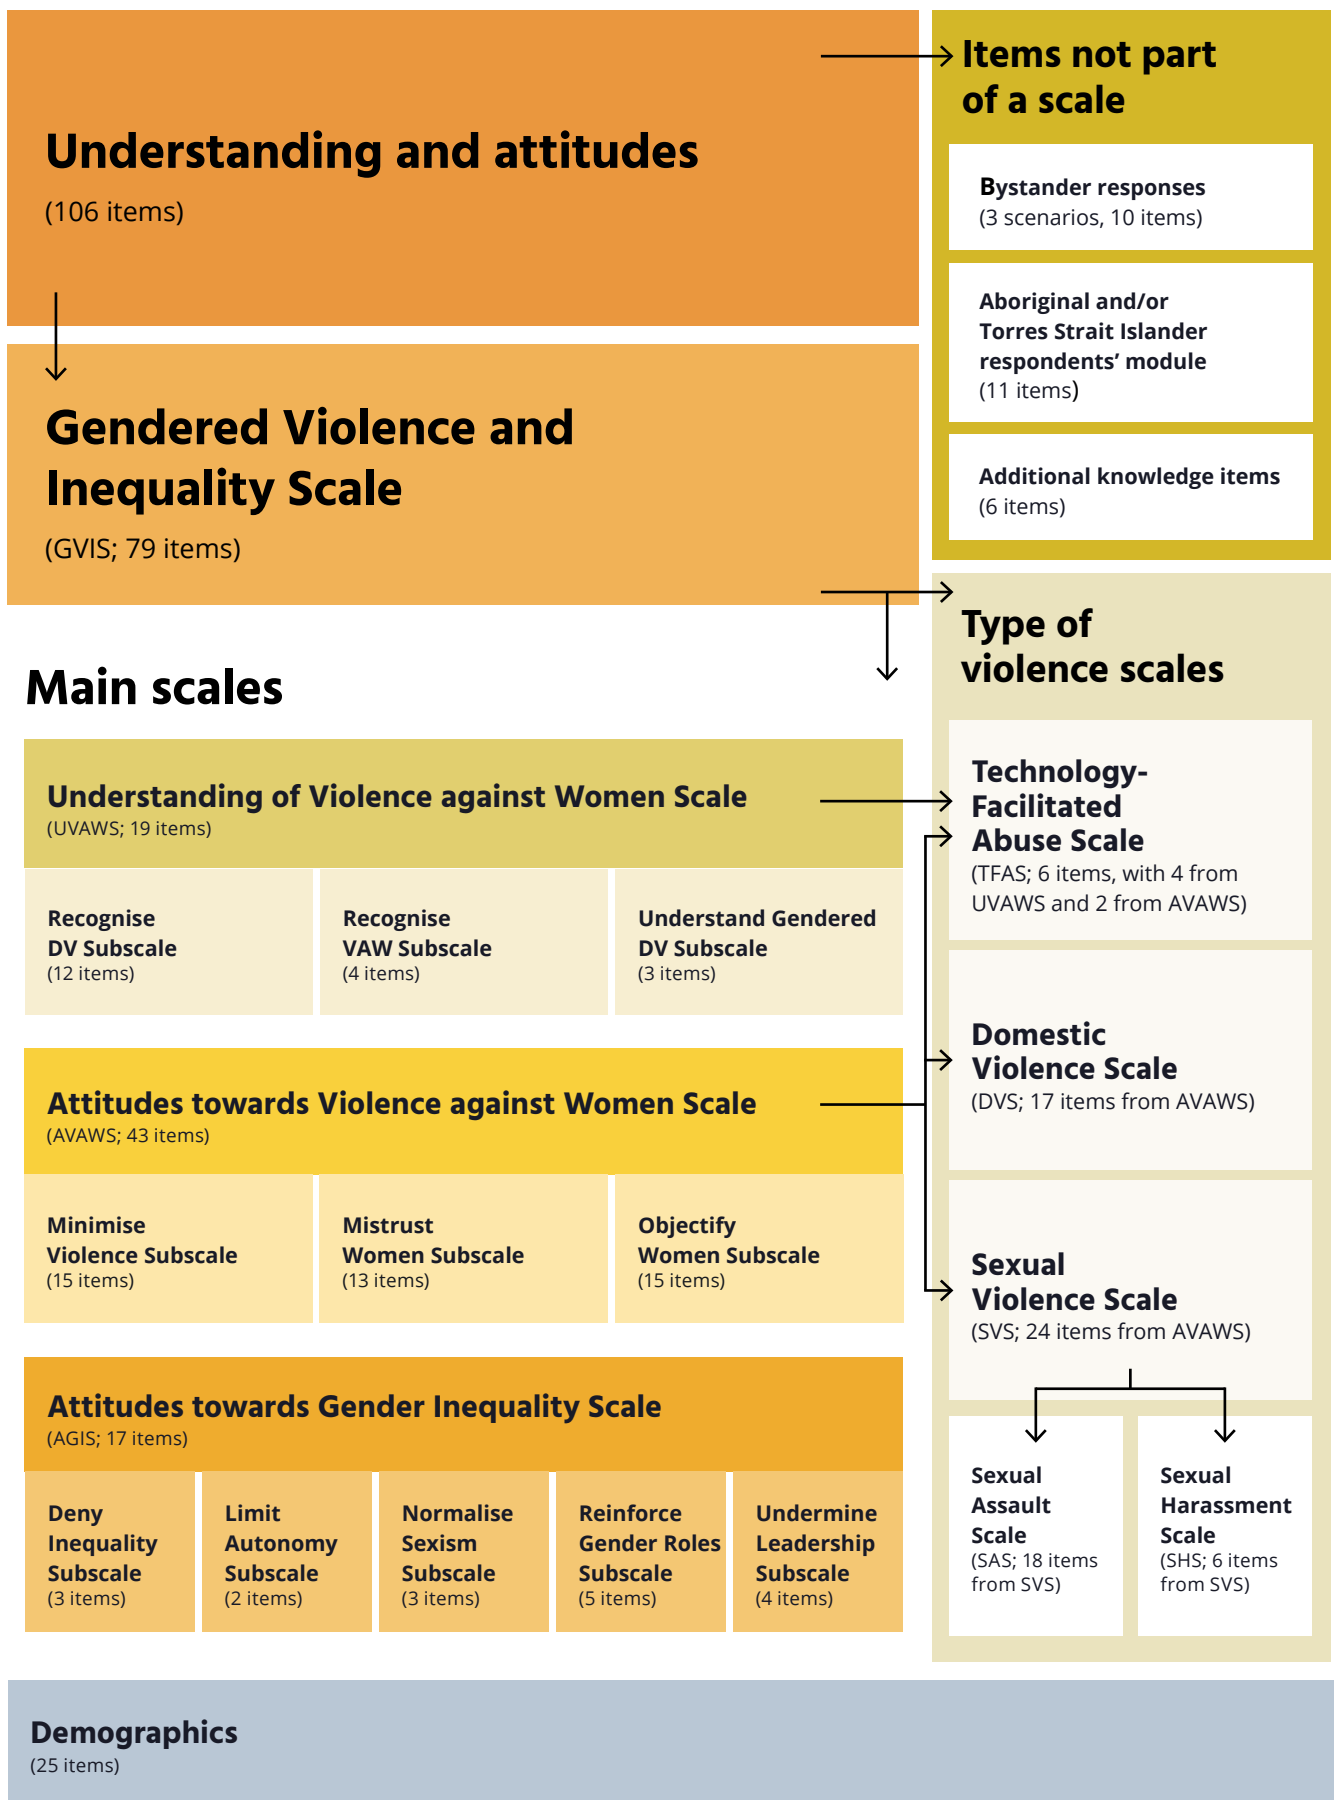 Understanding and attitudes
(106 items)
Items not part
of a scale
Bystander responses
(3 scenarios, 10 items)
Aboriginal and/or
Torres Strait Islander
respondents’ module
(11 items)
Additional knowledge items
(6 items)
Gendered Violence and
Inequality Scale
(GVIS; 79 items)
Main scales
Understanding of Violence against Women Scale
(UVAWS; 19 items)
Recognise
DV Subscale
(12 items)
Recognise
VAW Subscale
(4 items)
Understand Gendered
DV Subscale
(3 items)
Attitudes towards Violence against Women Scale
(AVAWS; 43 items)
Minimise
Violence Subscale
(15 items)
Mistrust
Women Subscale
(13 items)
Objectify
Women Subscale
(15 items)
Attitudes towards Gender Inequality Scale
(AGIS; 17 items)
Deny
Inequality
Subscale
(3 items)
Limit
Autonomy
Subscale
(2 items)
Normalise
Sexism
Subscale
(3 items)
Reinforce
Gender Roles
Subscale
(5 items)
Undermine
Leadership
Subscale
(4 items)
Type of
violence scales
Technology-
Facilitated
Abuse Scale
(TFAS; 6 items, with 4 from
UVAWS and 2 from AVAWS)
Domestic
Violence Scale
(DVS; 17 items from AVAWS)
Sexual
Violence Scale
(SVS; 24 items from AVAWS)
Sexual
Assault
Scale
(SAS; 18 items
from SVS)
Sexual
Harassment
Scale
(SHS; 6 items
from SVS)
Demographics
(25 items)